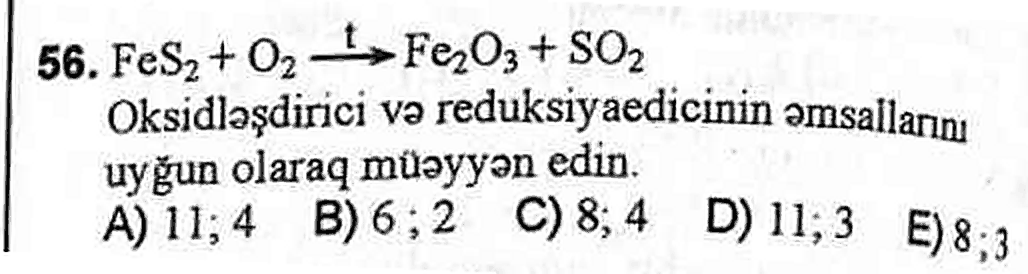 56. FeS₂ + O₂ —t→ Fe₂O₃ + SO₂
Oksidləşdirici və reduksiyaedicinin əmsallarını
uyğun olaraq müəyyən edin.
A) 11; 4 B) 6 ; 2 C) 8; 4 D) 11; 3 E) 8;3